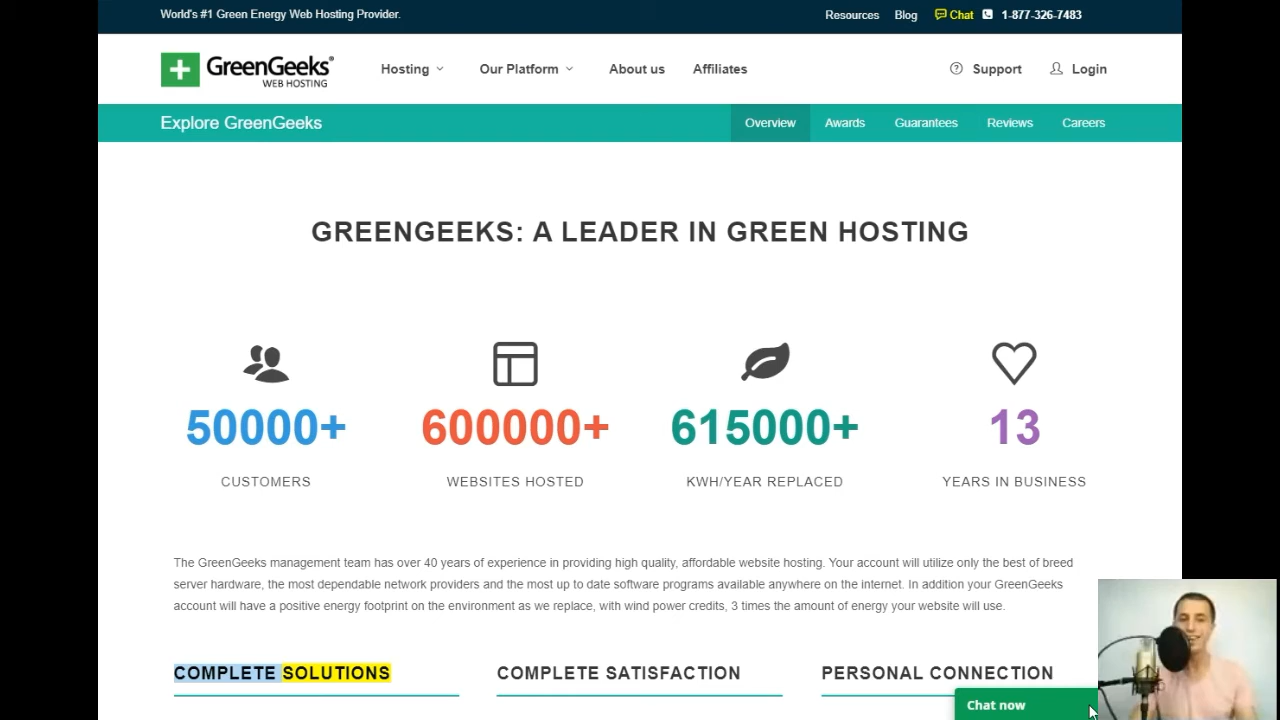 World's #1 Green Energy Web Hosting Provider.
Resources Blog Chat 1-877-326-7483
GreenGeeks®
WEB HOSTING
Hosting Our Platform About us Affiliates
Support Login
Explore GreenGeeks
Overview Awards Guarantees Reviews Careers
GREENGEEKS: A LEADER IN GREEN HOSTING
50000+ 600000+ 615000+ 13
CUSTOMERS WEBSITES HOSTED KWH/YEAR REPLACED YEARS IN BUSINESS
The GreenGeeks management team has over 40 years of experience in providing high quality, affordable website hosting. Your account will utilize only the best of breed
server hardware, the most dependable network providers and the most up to date software programs available anywhere on the internet. In addition your GreenGeeks
account will have a positive energy footprint on the environment as we replace, with wind power credits, 3 times the amount of energy your website will use.
COMPLETE SOLUTIONS COMPLETE SATISFACTION PERSONAL CONNECTION
Chat now